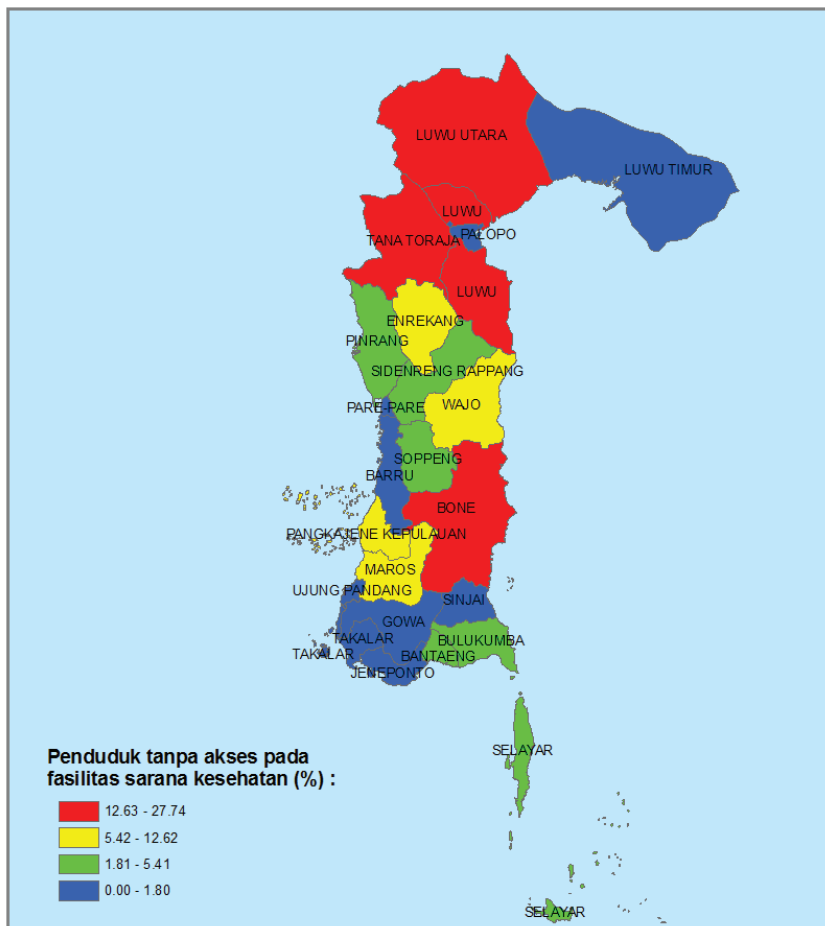 LUWU UTARA
LUWU TIMUR
LUWU
PALOPO
TANA TORAJA
LUWU
ENREKANG
PINRANG
SIDENRENG RAPPANG
PARE-PARE
WAJO
SOPPENG
BARRU
BONE
PANGKAJENE KEPULAUAN
MAROS
UJUNG PANDANG
SINJAI
GOWA
TAKALAR
BULUKUMBA
TAKALAR
BANTAENG
JENEPONTO
SELAYAR
Penduduk tanpa akses pada
fasilitas sarana kesehatan (%) :
12.63 - 27.74
5.42 - 12.62
1.81 - 5.41
0.00 - 1.80
SELAYAR